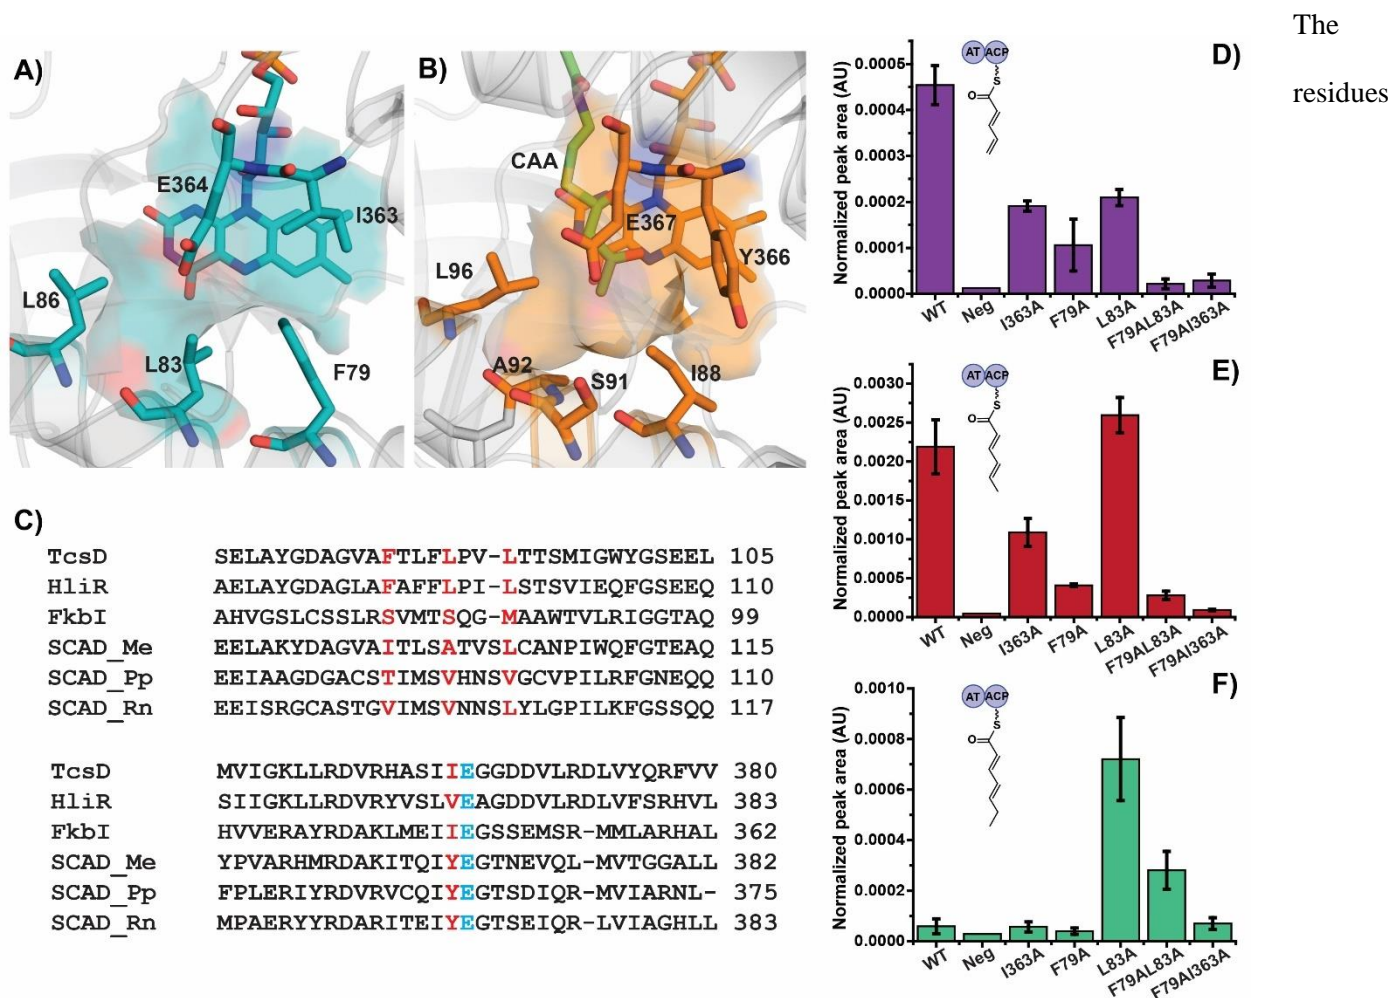 The
residues
A)
E364
I363
L86
L83
F79
B)
CAA
E367
Y366
L96
A92
S91
I88
C)
TcsD SELAYGDAGVAFTLFLPV-LTTSMIGWYGSEEL 105
HliR AELAYGDAGLAFAFFLPI-LSTSVIEQFGSEEQ 110
FkbI AHVGSLCSSLRSVMTSQG-MAAWTVLRIGGTAQ 99
SCAD_Me EELAKYDAGVAITLSATVSLCANPIWQFGTEAQ 115
SCAD_Pp EEIAAGDGACSTIMSVHNSVGCVPILRFGNEQQ 110
SCAD_Rn EEISRGCASTGVIMSVNNSLYLGPILKFGSSQQ 117
TcsD MVIGKLLRDVRHASIIEGGDDVLRDLVYQRFVV 380
HliR SIIGKLLRDVRYVSLVEAGDDVLRDLFSRHVL 383
FkbI HVVERAYRDAKLMEIIEGSSEMSR-MMLARHAL 362
SCAD_Me YPVARHMRDAKITQIYEGTNEVQL-MVTGGALL 382
SCAD_Pp FPLERIYRDVRVCQIYEGTSDIQR-MVIARNL- 375
SCAD_Rn MPAERYYRDARITEIYEGTSEIQR-LVIAGHLL 383
D)
Normalized peak area (AU)
0.0005
0.0004
0.0003
0.0002
0.0001
0.0000
AT ACP
S
O
WT Neg I363A F79A L83A F79AL83A F79AI363A
E)
Normalized peak area (AU)
0.0030
0.0025
0.0020
0.0015
0.0010
0.0005
0.0000
AT ACP
S
O
WT Neg I363A F79A L83A F79AL83A F79AI363A
F)
Normalized peak area (AU)
0.0010
0.0008
0.0006
0.0004
0.0002
0.0000
AT ACP
S
O
WT Neg I363A F79A L83A F79AL83A F79AI363A